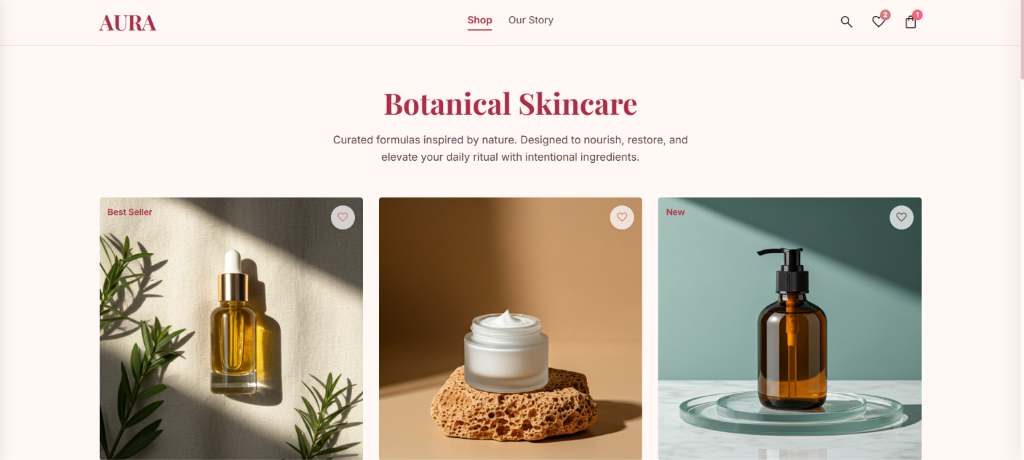 AURA
Shop
Our Story
2
1
Botanical Skincare
Curated formulas inspired by nature. Designed to nourish, restore, and
elevate your daily ritual with intentional ingredients.
Best Seller
New